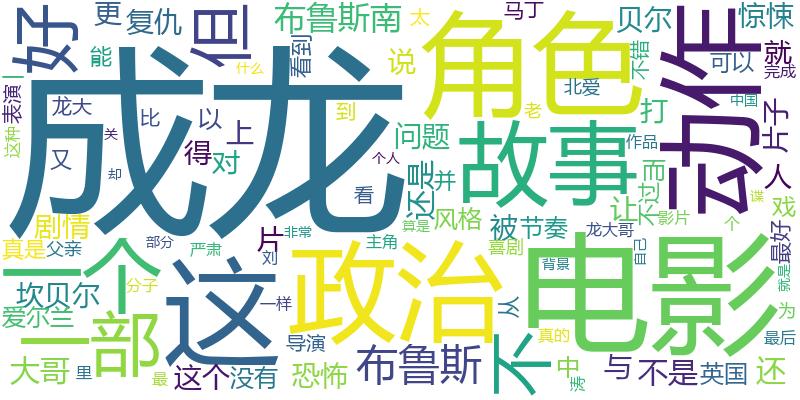 好
更
复仇
但
布鲁斯南
太
马丁
贝尔
惊悚
能
什么
看到
说
角色
不错
动作
可以
就
完成
成龙
表演
龙大
比
以
到
北爱
老
打
中国
片子
这种
又
关
得
对
上
问题
故事
作品
却
个人
看
还是
并
让
不过
而
人
谍
剧情
片
风格
被
节奏
龙大哥
影片
个
戏
真是
父亲
部分
严肃
非常
算是
主角
喜剧
自己
最好
一个
这
刘
政治
电影
背景
就是
坎贝尔
分子
一样
从
爱尔兰
一部
导演
不
真的
为
最后
大哥
里
最
这个
没有
恐怖
布鲁斯
中
涛
与
不是
英国
还